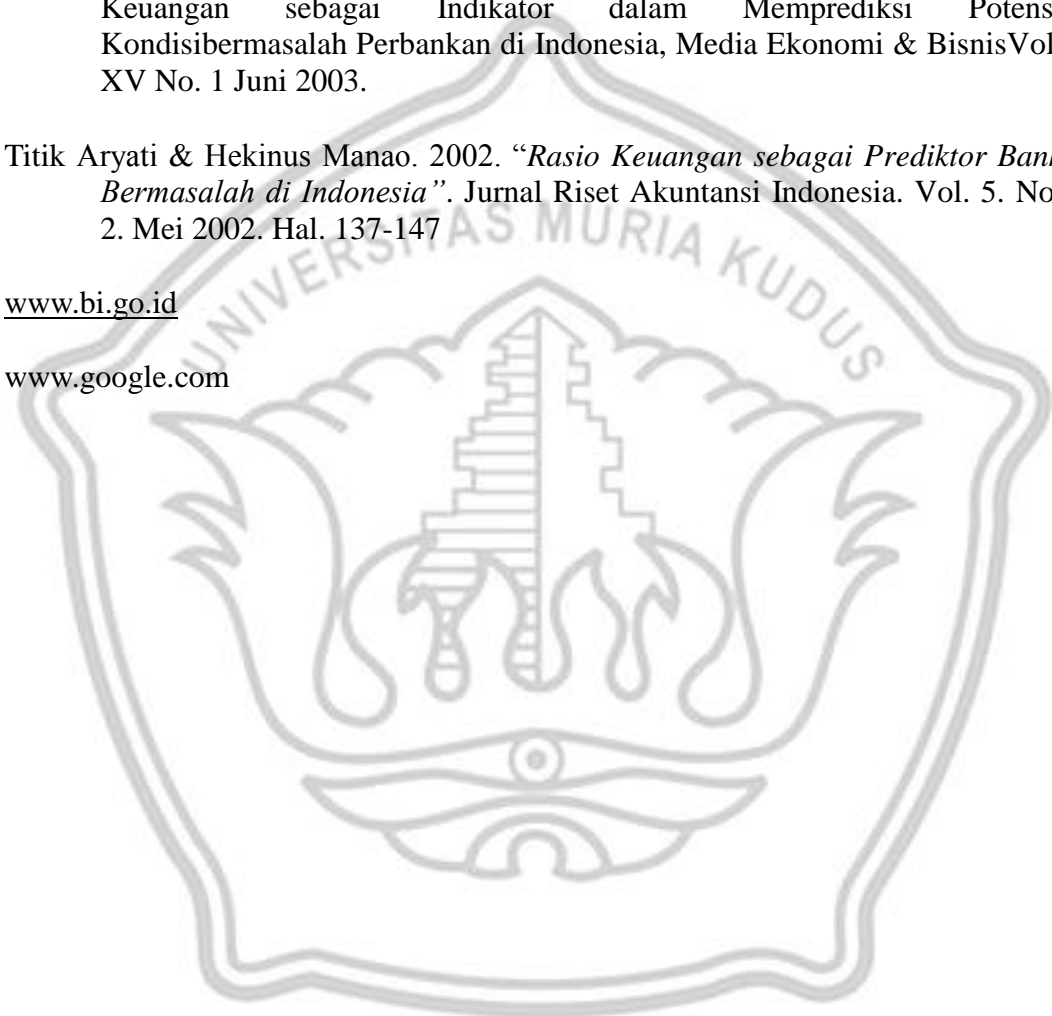 Keuangan sebagai Indikator dalam Memprediksi Potens
Kondisibermasalah Perbankan di Indonesia, Media Ekonomi & BisnisVol
XV No. 1 Juni 2003.
Titik Aryati & Hekinus Manao. 2002. “Rasio Keuangan sebagai Prediktor Bank
Bermasalah di Indonesia”. Jurnal Riset Akuntansi Indonesia. Vol. 5. No
2. Mei 2002. Hal. 137-147
UNIVERSITAS MURIA KUDUS
www.bi.go.id
www.google.com